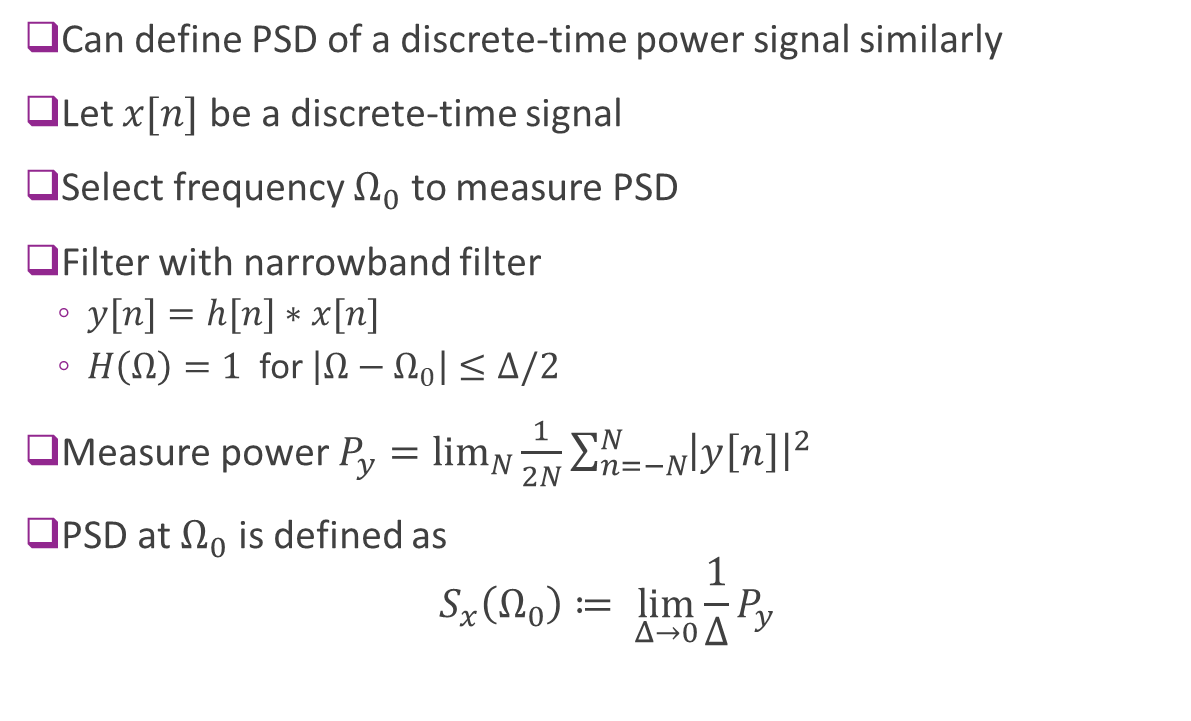 ❑Can define PSD of a discrete-time power signal similarly
❑Let 𝑥[𝑛] be a discrete-time signal
❑Select frequency Ω₀ to measure PSD
❑Filter with narrowband filter
◦ 𝑦[𝑛] = ℎ[𝑛] ∗ 𝑥[𝑛]
◦ 𝐻(Ω) = 1 for |Ω − Ω₀| ≤ Δ/2
❑Measure power 𝑃_𝑦 = lim_𝑁 1/(2𝑁) ∑_{𝑛=−𝑁}^{𝑁} |𝑦[𝑛]|²
❑PSD at Ω₀ is defined as
𝑆_𝑥(Ω₀) ≔ lim_{Δ→0} 1/Δ 𝑃_𝑦